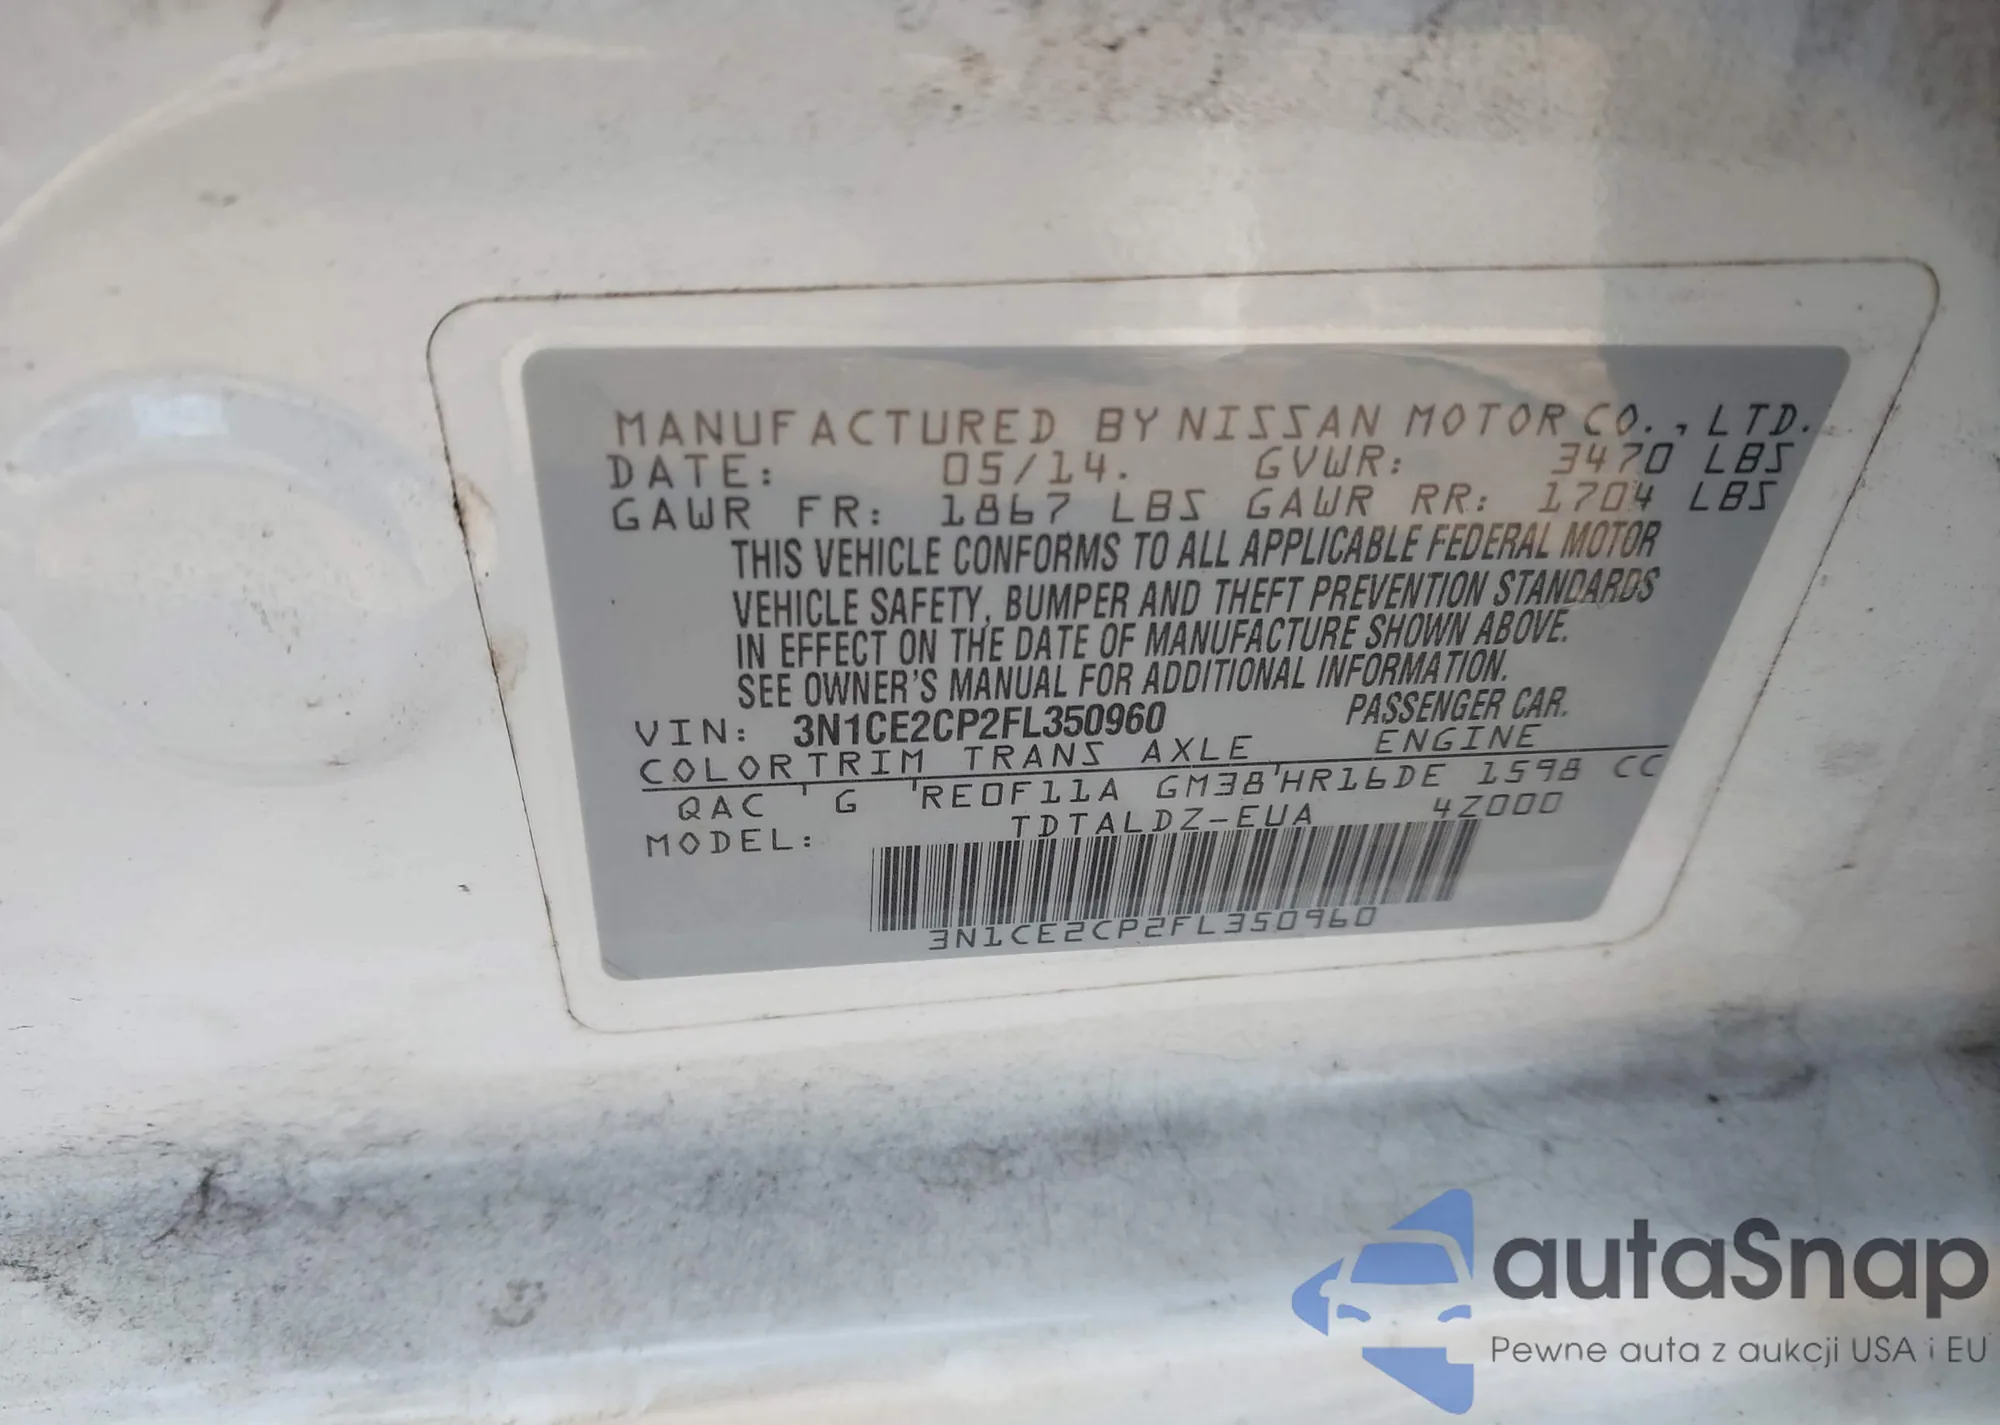 MANUFACTURED BY NISSAN MOTOR CO., LTD.
DATE: 05/14. GVWR: 3470 LBS
GAWR FR: 1867 LBS GAWR RR: 1704 LBS
THIS VEHICLE CONFORMS TO ALL APPLICABLE FEDERAL MOTOR
VEHICLE SAFETY, BUMPER AND THEFT PREVENTION STANDARDS
IN EFFECT ON THE DATE OF MANUFACTURE SHOWN ABOVE.
SEE OWNER'S MANUAL FOR ADDITIONAL INFORMATION.
VIN: 3N1CE2CP2FL350960 PASSENGER CAR.
COLOR TRIM TRANS AXLE ENGINE
QAC ' G 'RE0F11A GM38'HR16DE 1598 CC
MODEL: TDTALDZ-EUA 4Z000
3N1CE2CP2FL350960
autaSnap
Pewne auta z aukcji USA i EU